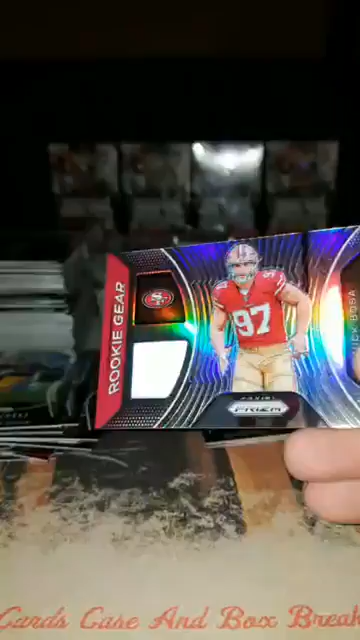 ROOKIE GEAR
97
PANINI
PRIZM
NICK BOSA
Cards Case And Box Break